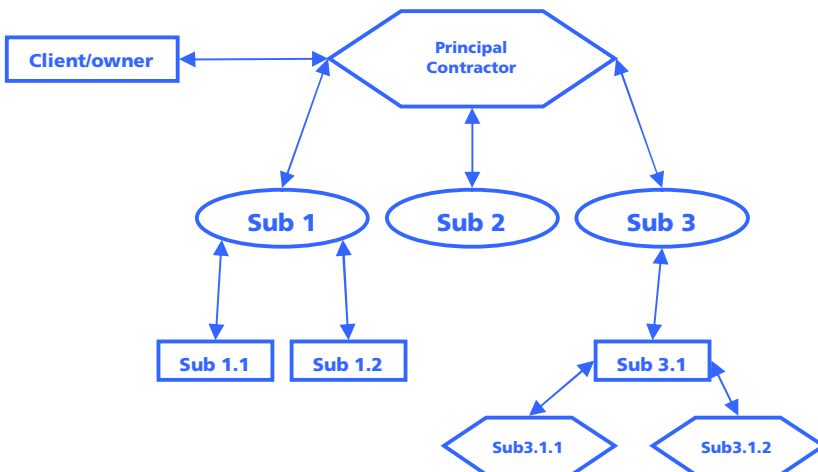 Principal
Contractor
Client/owner
Sub 1
Sub 2
Sub 3
Sub 1.1
Sub 1.2
Sub 3.1
Sub3.1.1
Sub3.1.2